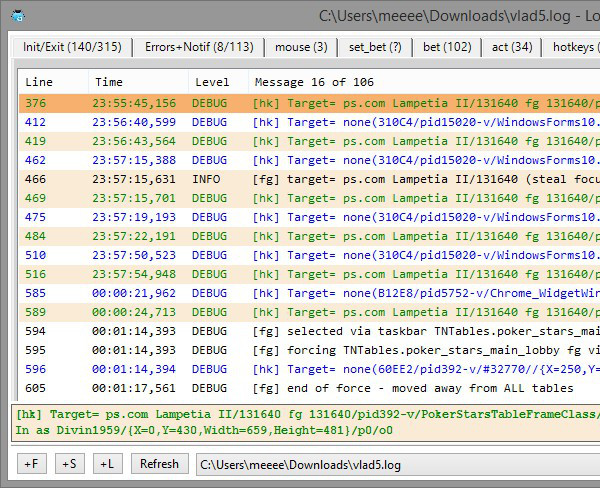 C:\Users\meeee\Downloads\vlad5.log - Lo
Init/Exit (140/315) Errors+Notif (8/113) mouse (3) set_bet (?) bet (102) act (34) hotkeys (
Line Time Level Message 16 of 106
376 23:55:45,156 DEBUG [hk] Target= ps.com Lampetia II/131640 fg 131640/p
412 23:56:40,599 DEBUG [hk] Target= none(310C4/pid15020-v/WindowsForms10.
419 23:56:43,564 DEBUG [hk] Target= ps.com Lampetia II/131640 fg 131640/p
462 23:57:15,388 DEBUG [hk] Target= none(310C4/pid15020-v/WindowsForms10.
466 23:57:15,631 INFO [fg] target= ps.com Lampetia II/131640 (steal focu
469 23:57:15,701 DEBUG [hk] Target= ps.com Lampetia II/131640 fg 131640/p
475 23:57:19,193 DEBUG [hk] Target= none(310C4/pid15020-v/WindowsForms10.
484 23:57:22,191 DEBUG [hk] Target= ps.com Lampetia II/131640 fg 131640/p
510 23:57:50,523 DEBUG [hk] Target= none(310C4/pid15020-v/WindowsForms10.
516 23:57:54,948 DEBUG [hk] Target= ps.com Lampetia II/131640 fg 131640/p
585 00:00:21,962 DEBUG [hk] Target= none(B12E8/pid5752-v/Chrome_WidgetWin
589 00:00:24,713 DEBUG [hk] Target= ps.com Lampetia II/131640 fg 131640/p
594 00:01:14,393 DEBUG [fg] selected via taskbar TNTables.poker_stars_mai
595 00:01:14,393 DEBUG [fg] forcing TNTables.poker_stars_main_lobby fg vi
596 00:01:14,394 DEBUG [hk] Target= none(60EE2/pid392-v/#32770//{X=250,Y=
605 00:01:17,561 DEBUG [fg] end of force - moved away from ALL tables
[hk] Target= ps.com Lampetia II/131640 fg 131640/pid392-v/PokerStarsTableFrameClass/
In as Divin1959/{X=0,Y=430,Width=659,Height=481}/p0/o0
+F +S +L Refresh C:\Users\meeee\Downloads\vlad5.log